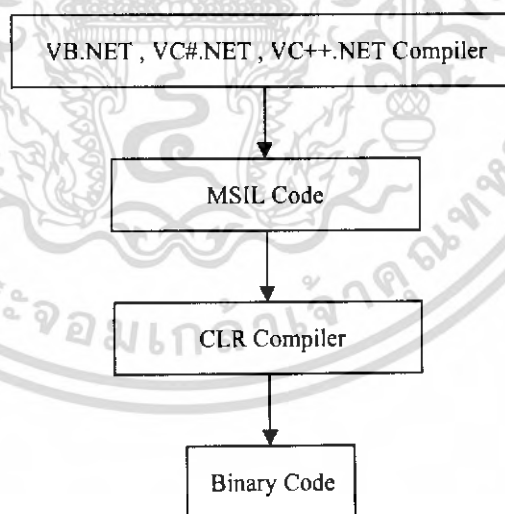 VB.NET , VC#.NET , VC++.NET Compiler
MSIL Code
CLR Compiler
Binary Code